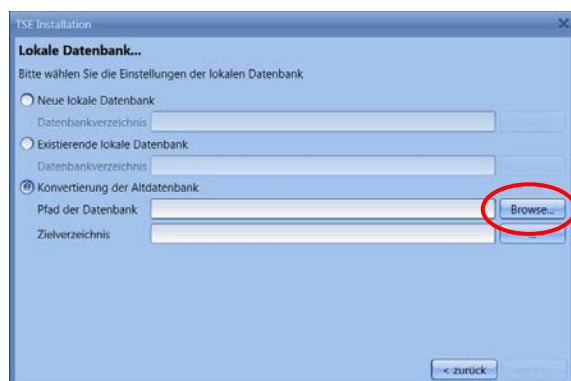 TSE Installation
Lokale Datenbank...
Bitte wählen Sie die Einstellungen der lokalen Datenbank
Neue lokale Datenbank
Datenbankverzeichnis
Existierende lokale Datenbank
Datenbankverzeichnis
Konvertierung der Altdatenbank
Pfad der Datenbank Browse...
Zielverzeichnis ...
< zurück